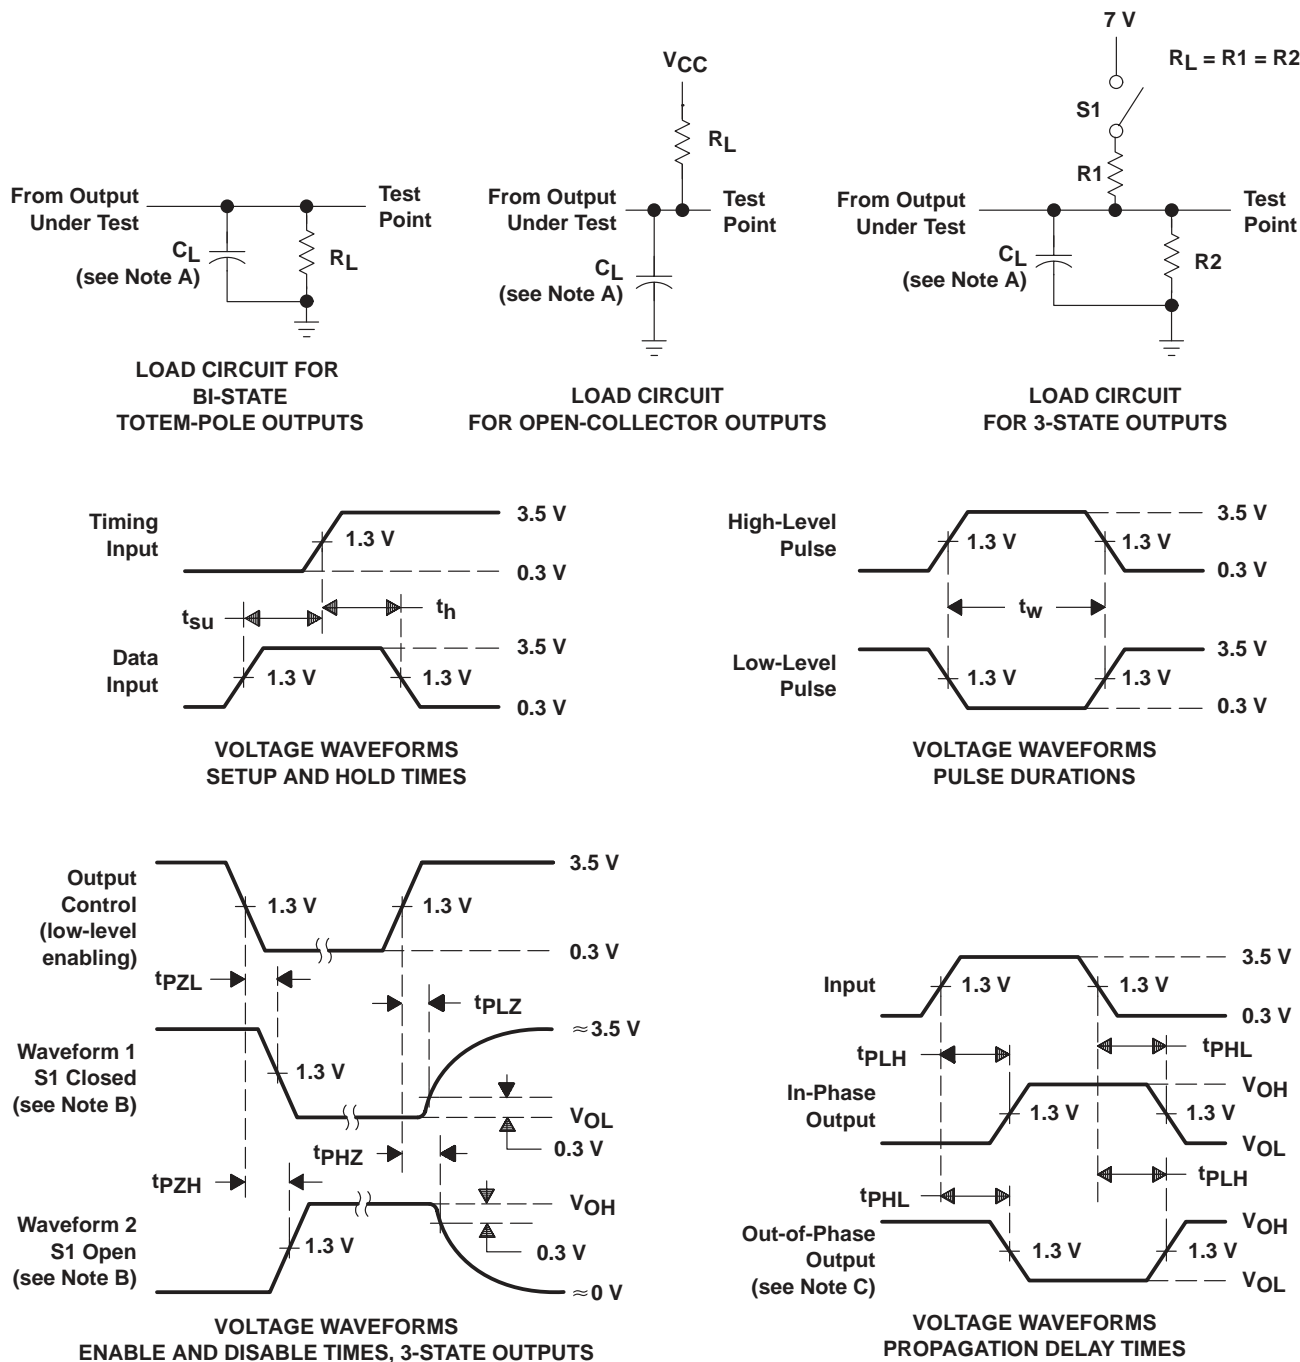 From Output
Under Test
Test
Point
CL
(see Note A)
RL
LOAD CIRCUIT FOR
BI-STATE
TOTEM-POLE OUTPUTS
VCC
RL
From Output
Under Test
Test
Point
CL
(see Note A)
LOAD CIRCUIT
FOR OPEN-COLLECTOR OUTPUTS
7 V
RL = R1 = R2
S1
R1
From Output
Under Test
Test
Point
CL
(see Note A)
R2
LOAD CIRCUIT
FOR 3-STATE OUTPUTS
Timing
Input
3.5 V
1.3 V
0.3 V
tsu
th
Data
Input
3.5 V
1.3 V
1.3 V
0.3 V
VOLTAGE WAVEFORMS
SETUP AND HOLD TIMES
High-Level
Pulse
3.5 V
1.3 V
1.3 V
0.3 V
tw
Low-Level
Pulse
3.5 V
1.3 V
1.3 V
0.3 V
VOLTAGE WAVEFORMS
PULSE DURATIONS
Output
Control
(low-level
enabling)
3.5 V
1.3 V
1.3 V
0.3 V
tPZL
tPLZ
Waveform 1
S1 Closed
(see Note B)
≈3.5 V
1.3 V
VOL
0.3 V
tPHZ
tPZH
Waveform 2
S1 Open
(see Note B)
VOH
1.3 V
0.3 V
≈0 V
VOLTAGE WAVEFORMS
ENABLE AND DISABLE TIMES, 3-STATE OUTPUTS
Input
3.5 V
1.3 V
1.3 V
0.3 V
tPLH
tPHL
In-Phase
Output
VOH
1.3 V
1.3 V
VOL
tPHL
tPLH
Out-of-Phase
Output
(see Note C)
VOH
1.3 V
1.3 V
VOL
VOLTAGE WAVEFORMS
PROPAGATION DELAY TIMES